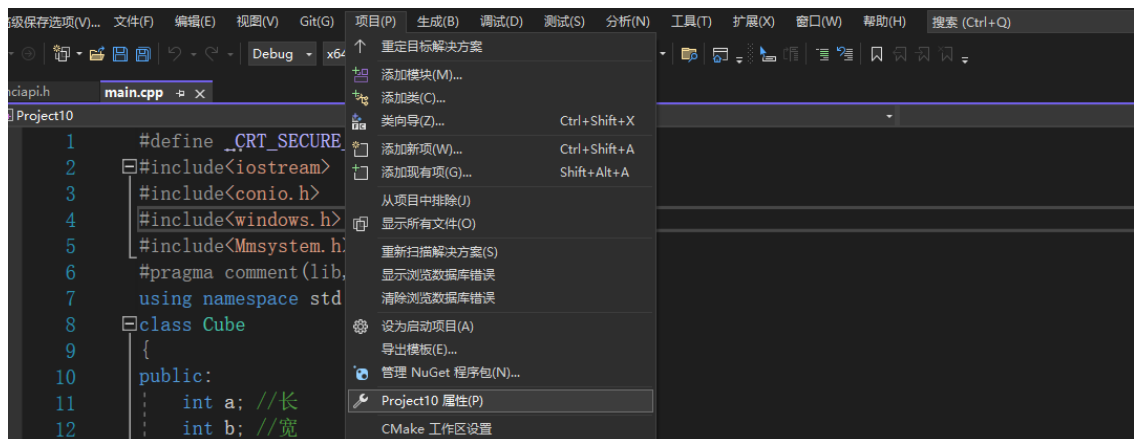 级保存选项(V)... 文件(F) 编辑(E) 视图(V) Git(G) 项目(P) 生成(B) 调试(D) 测试(S) 分析(N) 工具(T) 扩展(X) 窗口(W) 帮助(H) 搜索 (Ctrl+Q)
Debug x64
重定目标解决方案
添加模块(M)...
添加类(C)...
类向导(Z)... Ctrl+Shift+X
添加新项(W)... Ctrl+Shift+A
添加现有项(G)... Shift+Alt+A
从项目中排除(J)
显示所有文件(O)
重新扫描解决方案(S)
显示浏览数据库错误
清除浏览数据库错误
设为启动项目(A)
导出模板(E)...
管理 NuGet 程序包(N)...
Project10 属性(P)
CMake 工作区设置
nciapi.h main.cpp
Project10
1 #define _CRT_SECURE_
2 #include<iostream>
3 #include<conio.h>
4 #include<windows.h>
5 #include<Mmsystem.h>
6 #pragma comment(lib,
7 using namespace std
8 class Cube
9 {
10 public:
11 int a; //长
12 int b; //宽